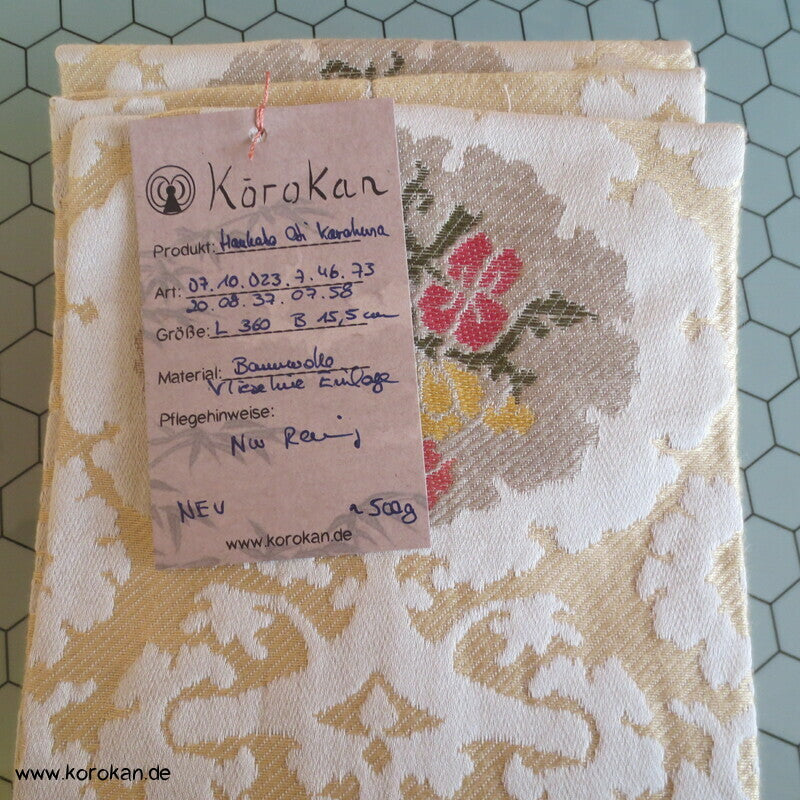 KōroKan
Produkt: Hankaba Obi Karahana
Art: 07.10.023.7.46.73
20.08.37.07.58
Größe: L 360 B 15,5 cm
Material: Baumwolle
Vlieseline Einlage
Pflegehinweise:
Nur
NEU ~ 500g
www.korokan.de
www.korokan.de